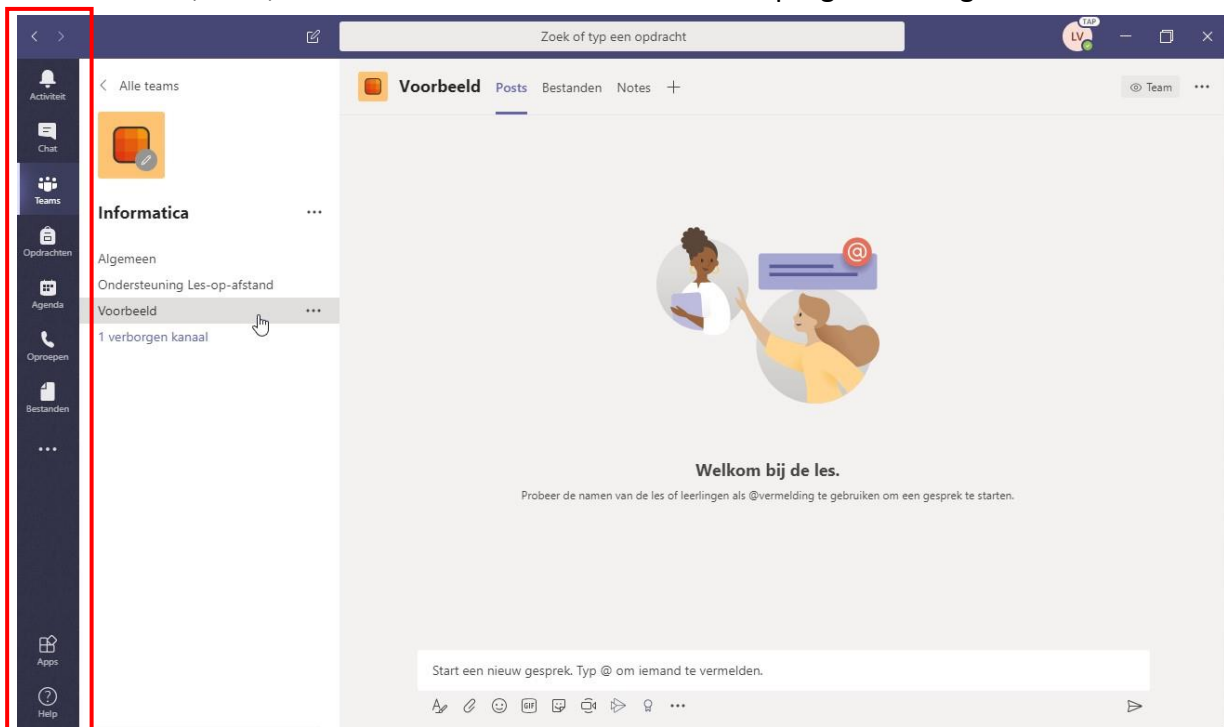 Zoek of typ een opdracht
TAP
LV
Activiteit
Chat
Teams
Opdrachten
Agenda
Oproepen
Bestanden
Apps
Help
< Alle teams
Informatica
Algemeen
Ondersteuning Les-op-afstand
Voorbeeld
1 verborgen kanaal
Voorbeeld Posts Bestanden Notes +
Team
@
Welkom bij de les.
Probeer de namen van de les of leerlingen als @vermelding te gebruiken om een gesprek te starten.
Start een nieuw gesprek. Typ @ om iemand te vermelden.
GIF